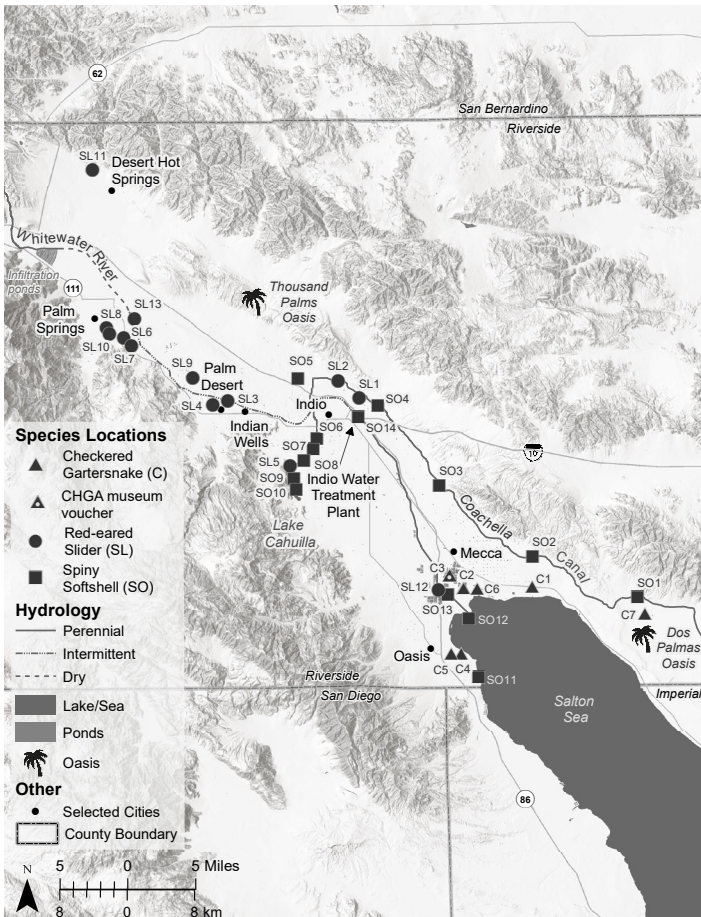 62
San Bernardino
Riverside
SL11
Desert Hot
Springs
Whitewater River
Infiltration
ponds
111
Thousand
Palms
Oasis
Palm
Springs
SL8
SL13
SL6
SL10
SL7
SL9
Palm
Desert
SO5
SL2
SL1
SO4
SL3
SL4
Indio
SO14
Indian
Wells
SO6
SO7
SO8
SL5
SO9
SO10
Indio Water
Treatment
Plant
10
SO3
Coachella
Canal
Lake
Cahuilla
Mecca
SO2
C3
C2
C6
C1
SL12
SO13
SO12
SO1
C7
Dos
Palmas
Oasis
Oasis
C5
C4
SO11
Riverside
San Diego
Imperial
Salton
Sea
86
Species Locations
Checkered
Gartersnake (C)
CHGA museum
voucher
Red-eared
Slider (SL)
Spiny
Softshell (SO)
Hydrology
Perennial
Intermittent
Dry
Lake/Sea
Ponds
Oasis
Other
Selected Cities
County Boundary
N
5 0 5 Miles
8 0 8 km